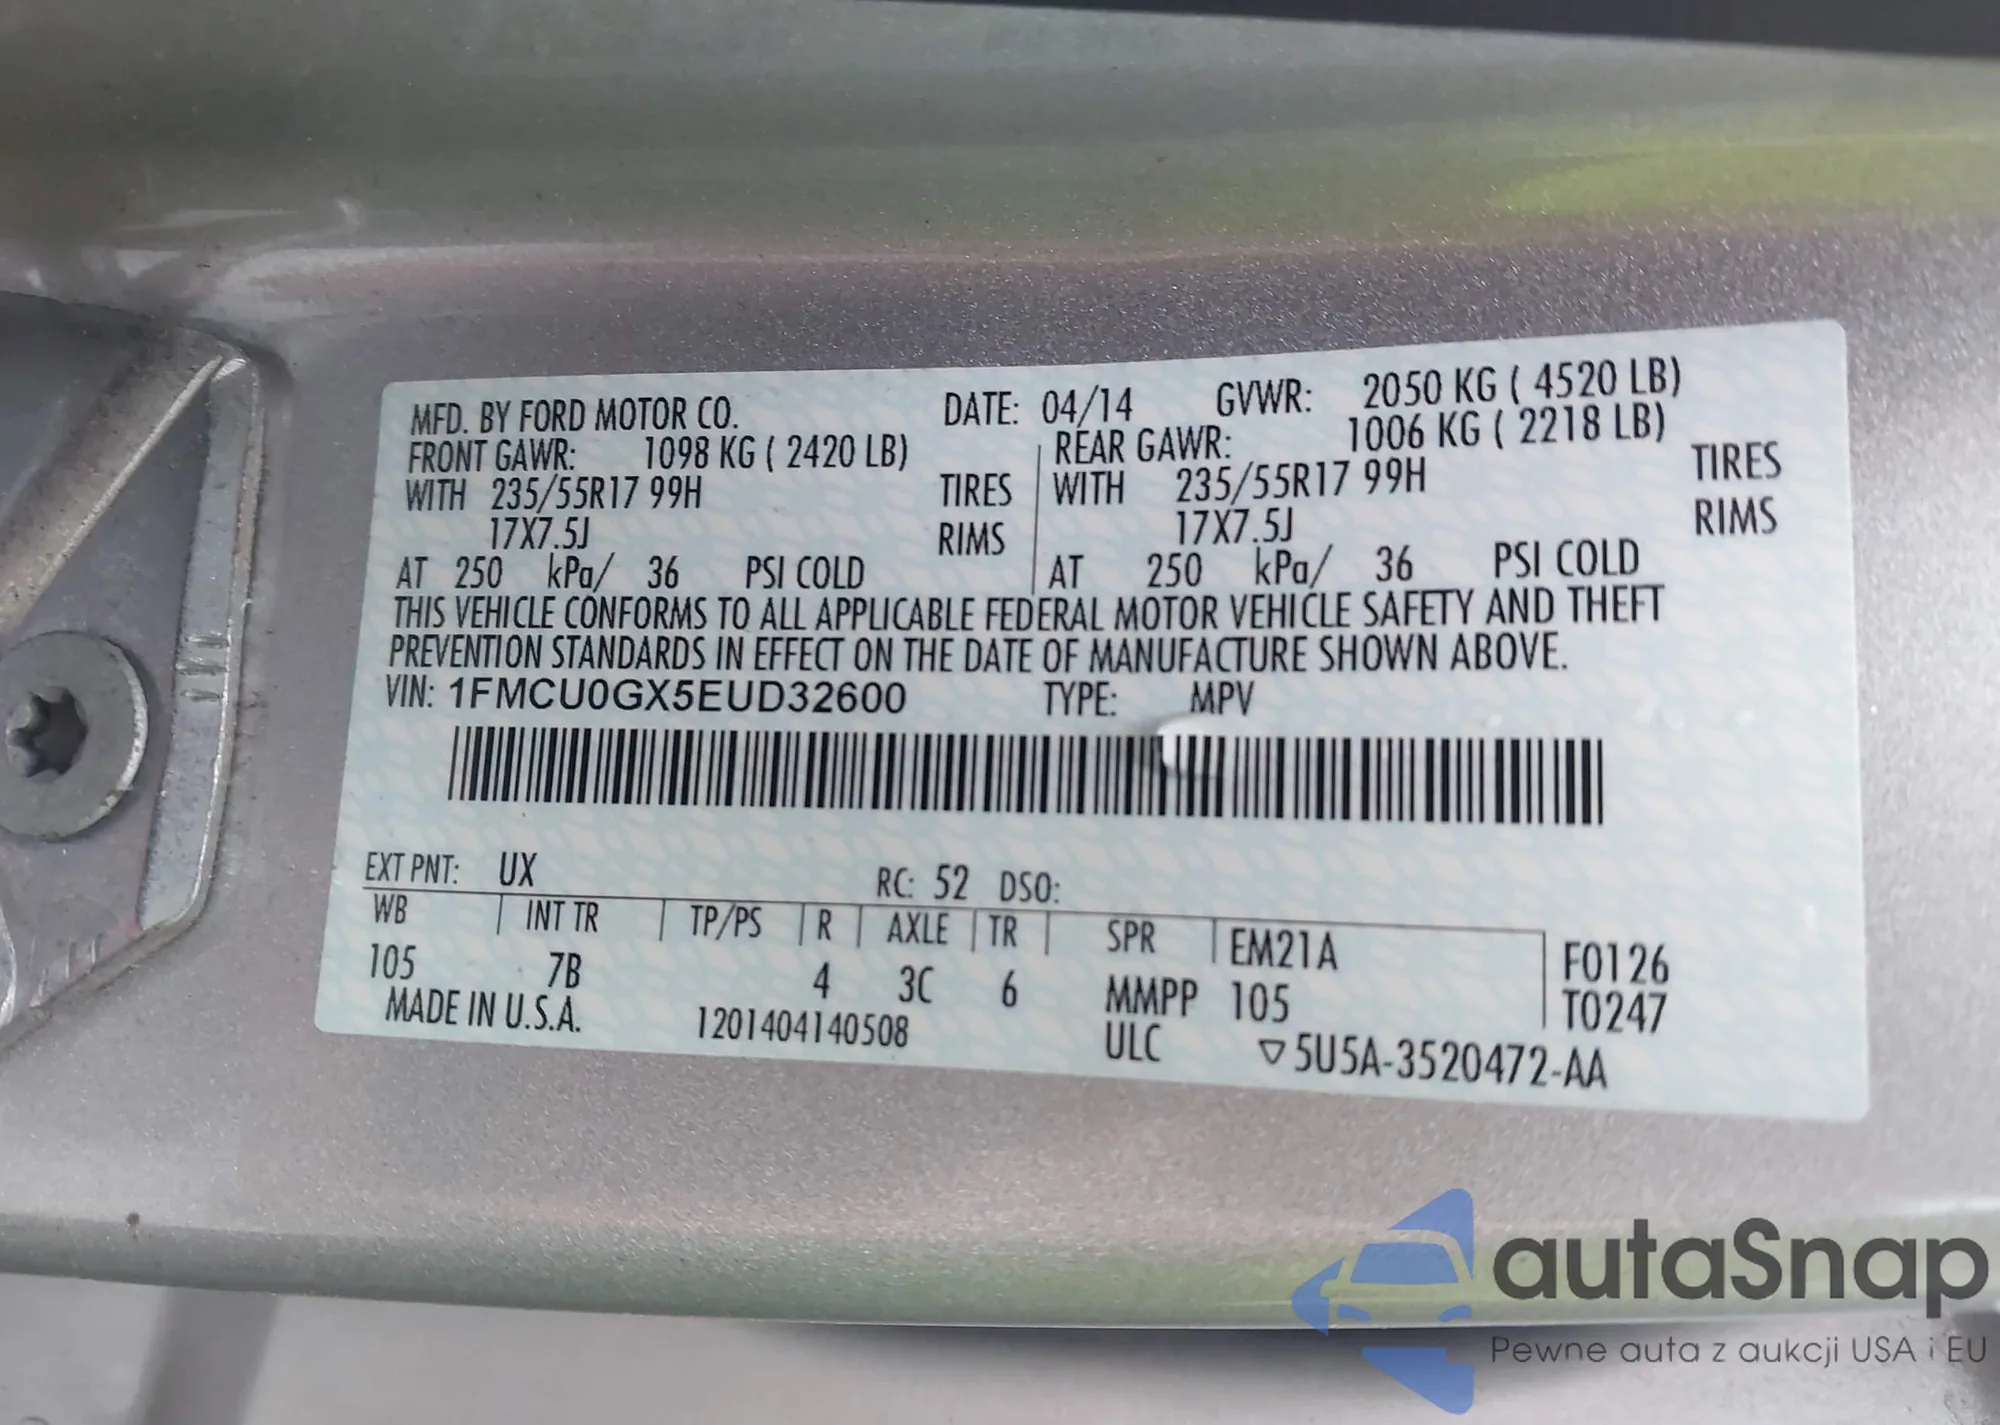 MFD. BY FORD MOTOR CO. DATE: 04/14 GVWR: 2050 KG ( 4520 LB)
FRONT GAWR: 1098 KG ( 2420 LB) REAR GAWR: 1006 KG ( 2218 LB)
WITH 235/55R17 99H TIRES WITH 235/55R17 99H TIRES
17X7.5J RIMS 17X7.5J RIMS
AT 250 kPa/ 36 PSI COLD AT 250 kPa/ 36 PSI COLD
THIS VEHICLE CONFORMS TO ALL APPLICABLE FEDERAL MOTOR VEHICLE SAFETY AND THEFT
PREVENTION STANDARDS IN EFFECT ON THE DATE OF MANUFACTURE SHOWN ABOVE.
VIN: 1FMCU0GX5EUD32600 TYPE: MPV
EXT PNT: UX RC: 52 DSO:
WB INT TR TP/PS R AXLE TR SPR EM21A F0126
105 7B 4 3C 6 MMPP 105 T0247
MADE IN U.S.A. 1201404140508 ULC ▽5U5A-3520472-AA
autaSnap
Pewne auta z aukcji USA i EU